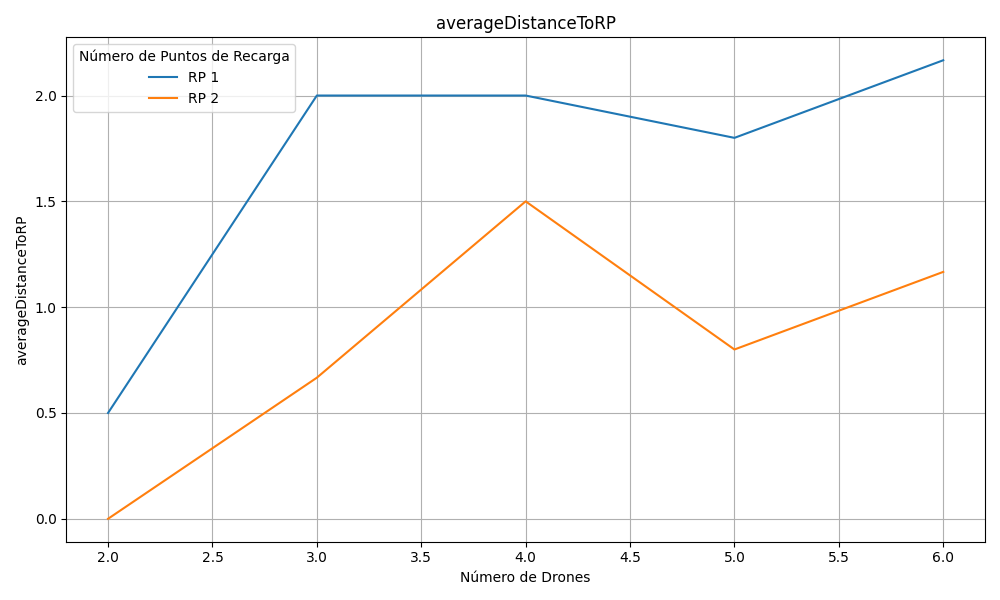 averageDistanceToRP
Número de Puntos de Recarga
RP 1
RP 2
averageDistanceToRP
2.0
1.5
1.0
0.5
0.0
2.0 2.5 3.0 3.5 4.0 4.5 5.0 5.5 6.0
Número de Drones